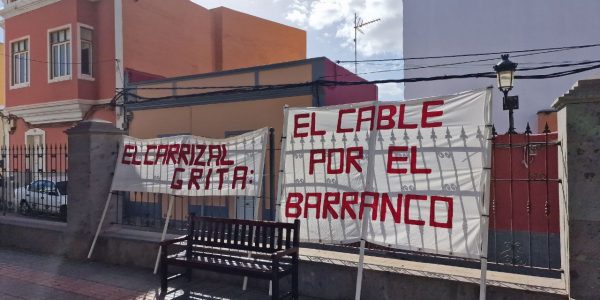 EL CARRIZAL
GRITA:
EL CABLE
POR EL
BARRANCO